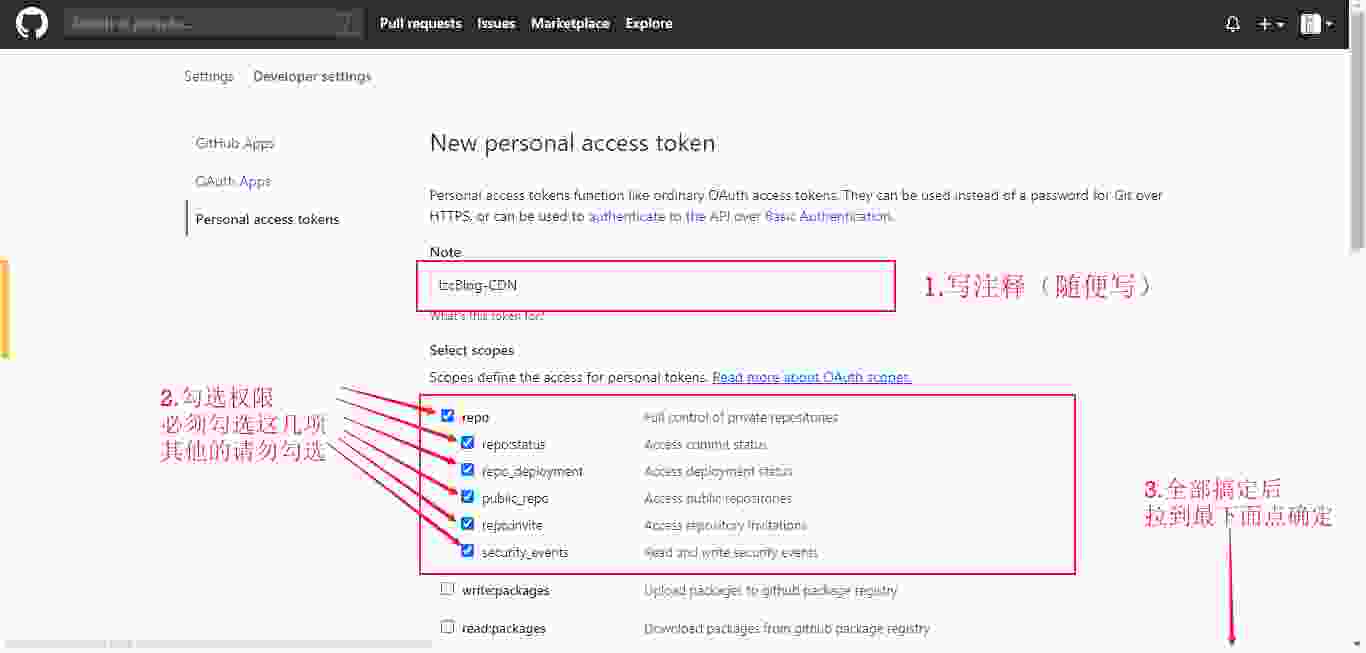 Pull requests Issues Marketplace Explore
Settings Developer settings
GitHub Apps
OAuth Apps
Personal access tokens
New personal access token
Personal access tokens function like ordinary OAuth access tokens. They can be used instead of a password for Git over
HTTPS, or can be used to authenticate to the API over Basic Authentication.
Note
1.写注释（随便写）
What's this token for?
Select scopes
Scopes define the access for personal tokens. Read more about OAuth scopes.
2.勾选权限
必须勾选这几项
其他的请勿勾选
repo Full control of private repositories
repo:status Access commit status
repo_deployment Access deployment status
public_repo Access public repositories
repo:invite Access repository invitations
security_events Read and write security events
write:packages Upload packages to github package registry
read:packages Download packages from github package registry
3.全部搞定后
拉到最下面点确定